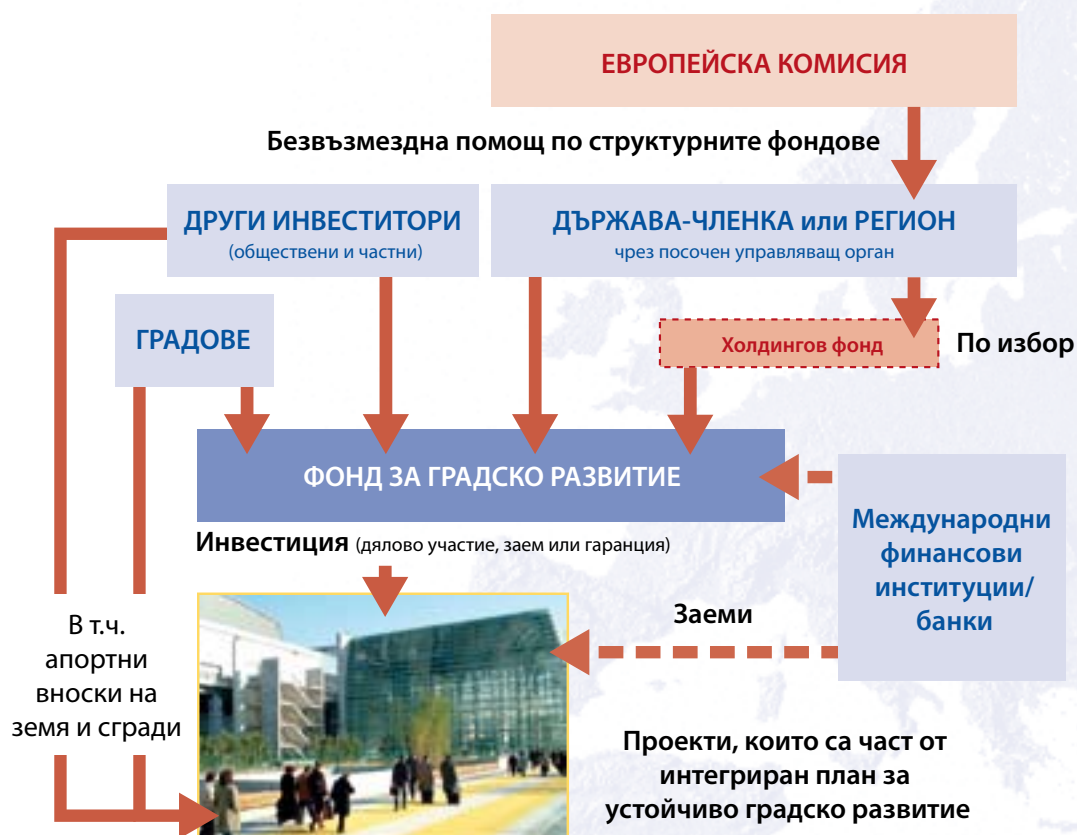 ЕВРОПЕЙСКА КОМИСИЯ
Безвъзмездна помощ по структурните фондове
ДРУГИ ИНВЕСТИТОРИ
(обществени и частни)
ДЪРЖАВА-ЧЛЕНКА или РЕГИОН
чрез посочен управляващ орган
ГРАДОВЕ
Холдингов фонд
По избор
ФОНД ЗА ГРАДСКО РАЗВИТИЕ
Инвестиция (дялово участие, заем или гаранция)
Международни
финансови
институции/
банки
Заеми
В т.ч.
апортни
вноски на
земя и сгради
Проекти, които са част от
интегриран план за
устойчиво градско развитие